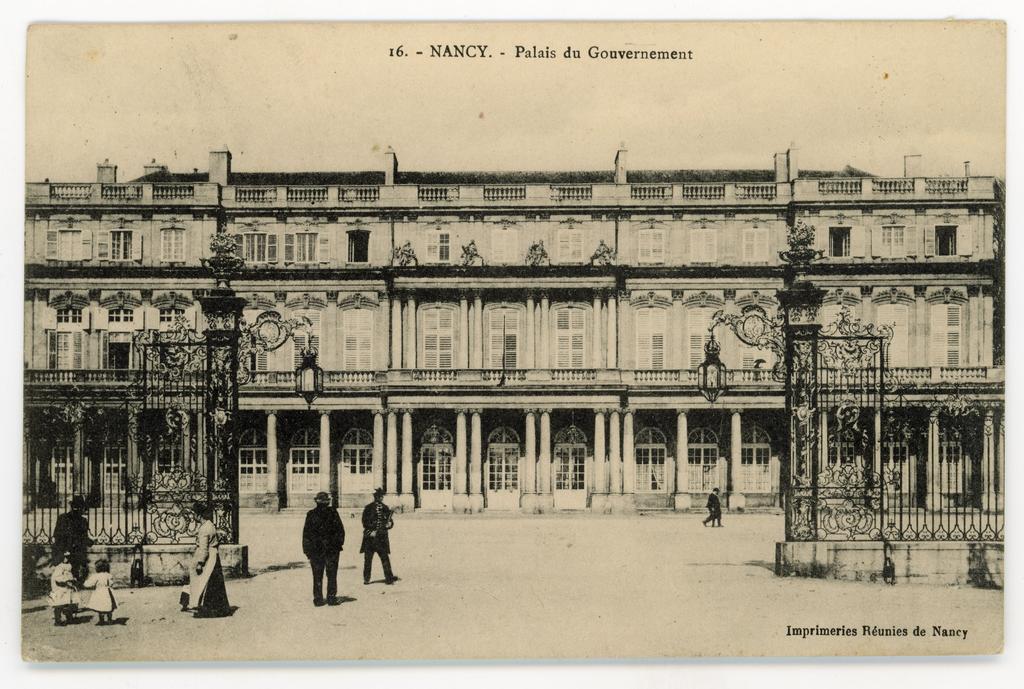 16. - NANCY. - Palais du Gouvernement
Imprimeries Réunies de Nancy